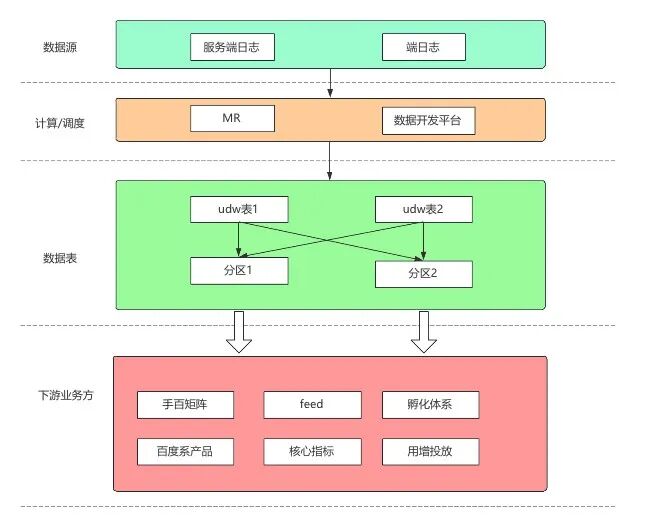 数据源
服务端日志
端日志
计算/调度
MR
数据开发平台
数据表
udw表1
udw表2
分区1
分区2
下游业务方
手百矩阵
feed
孵化体系
百度系产品
核心指标
用增投放